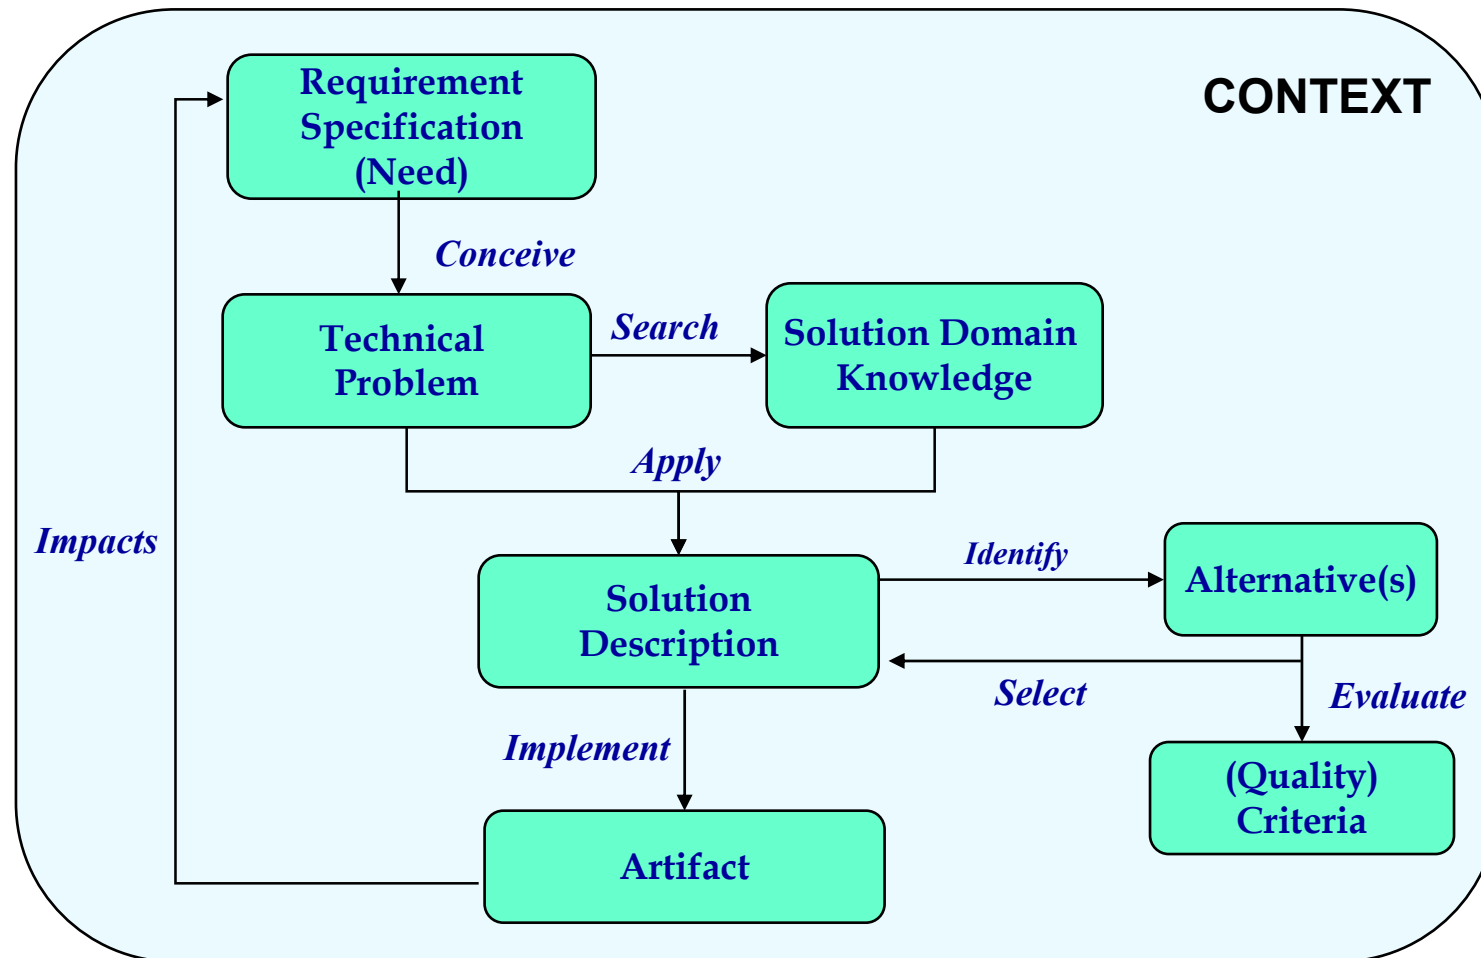 CONTEXT
Requirement
Specification
(Need)
Conceive
Technical
Problem
Search
Solution Domain
Knowledge
Apply
Impacts
Solution
Description
Identify
Alternative(s)
Select
Evaluate
Implement
(Quality)
Criteria
Artifact